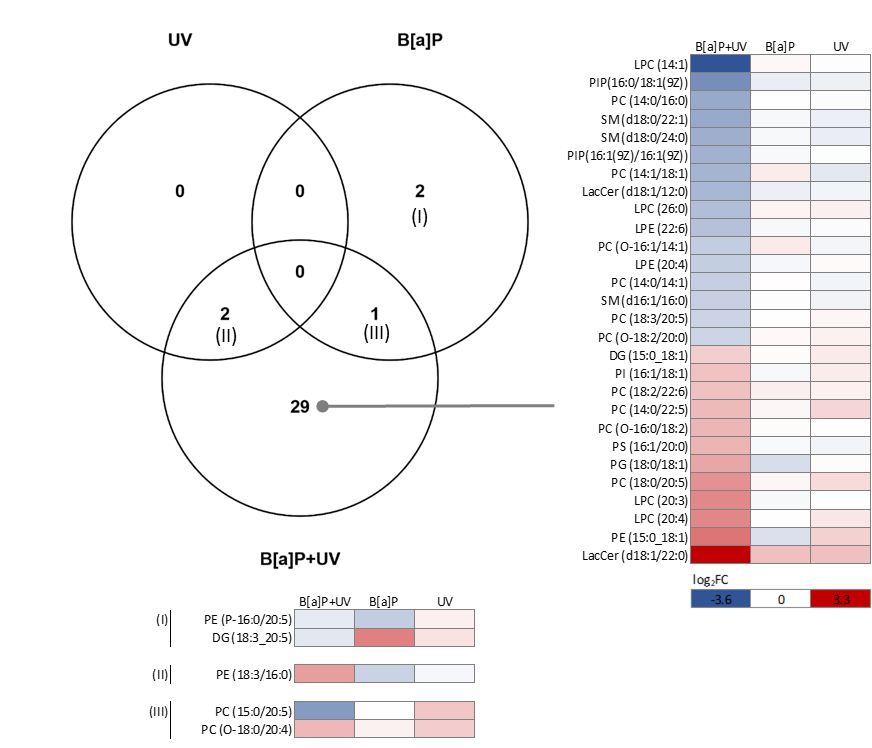 UV
B[a]P
0
0
2
(I)
0
2
(II)
1
(III)
29
B[a]P+UV
B[a]P+UV B[a]P UV
LPC (14:1)
PIP(16:0/18:1(9Z))
PC (14:0/16:0)
SM (d18:0/22:1)
SM (d18:0/24:0)
PIP(16:1(9Z)/16:1(9Z))
PC (14:1/18:1)
LacCer (d18:1/12:0)
LPC (26:0)
LPE (22:6)
PC (O-16:1/14:1)
LPE (20:4)
PC (14:0/14:1)
SM (d16:1/16:0)
PC (18:3/20:5)
PC (O-18:2/20:0)
DG (15:0_18:1)
PI (16:1/18:1)
PC (18:2/22:6)
PC (14:0/22:5)
PC (O-16:0/18:2)
PS (16:1/20:0)
PG (18:0/18:1)
PC (18:0/20:5)
LPC (20:3)
LPC (20:4)
PE (15:0_18:1)
LacCer (d18:1/22:0)
log₂FC
-3.6 0 3.3
B[a]P+UV B[a]P UV
(I) PE (P-16:0/20:5)
DG (18:3_20:5)
(II) PE (18:3/16:0)
(III) PC (15:0/20:5)
PC (O-18:0/20:4)